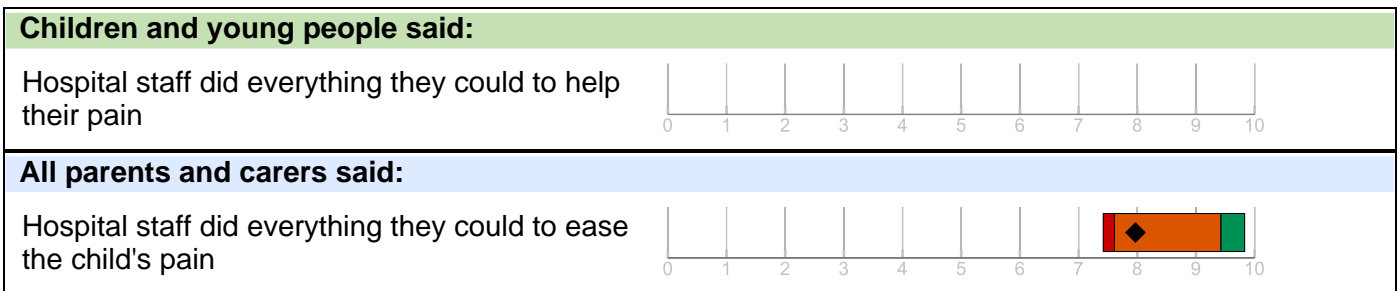 Children and young people said:
Hospital staff did everything they could to help
their pain
0 1 2 3 4 5 6 7 8 9 10
All parents and carers said:
Hospital staff did everything they could to ease
the child's pain
0 1 2 3 4 5 6 7 8 9 10